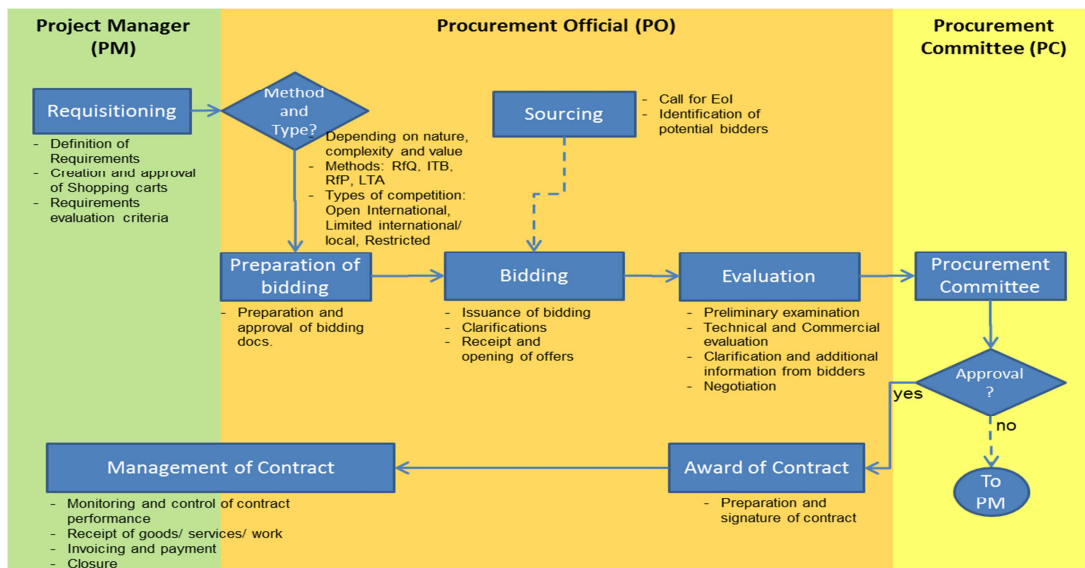 Project Manager
(PM)
Procurement Official (PO)
Procurement
Committee (PC)
Requisitioning
- Definition of
Requirements
- Creation and approval
of Shopping carts
- Requirements
evaluation criteria
Method
and
Type?
- Depending on nature,
complexity and value
- Methods: RfQ, ITB,
RfP, LTA
- Types of competition:
Open International,
Limited international/
local, Restricted
Sourcing
- Call for EoI
- Identification of
potential bidders
Preparation of
bidding
- Preparation and
approval of bidding
docs.
Bidding
- Issuance of bidding
- Clarifications
- Receipt and
opening of offers
Evaluation
- Preliminary examination
- Technical and Commercial
evaluation
- Clarification and additional
information from bidders
- Negotiation
Procurement
Committee
Approval
?
yes
no
To
PM
Award of Contract
- Preparation and
signature of contract
Management of Contract
- Monitoring and control of contract
performance
- Receipt of goods/ services/ work
- Invoicing and payment
- Closure